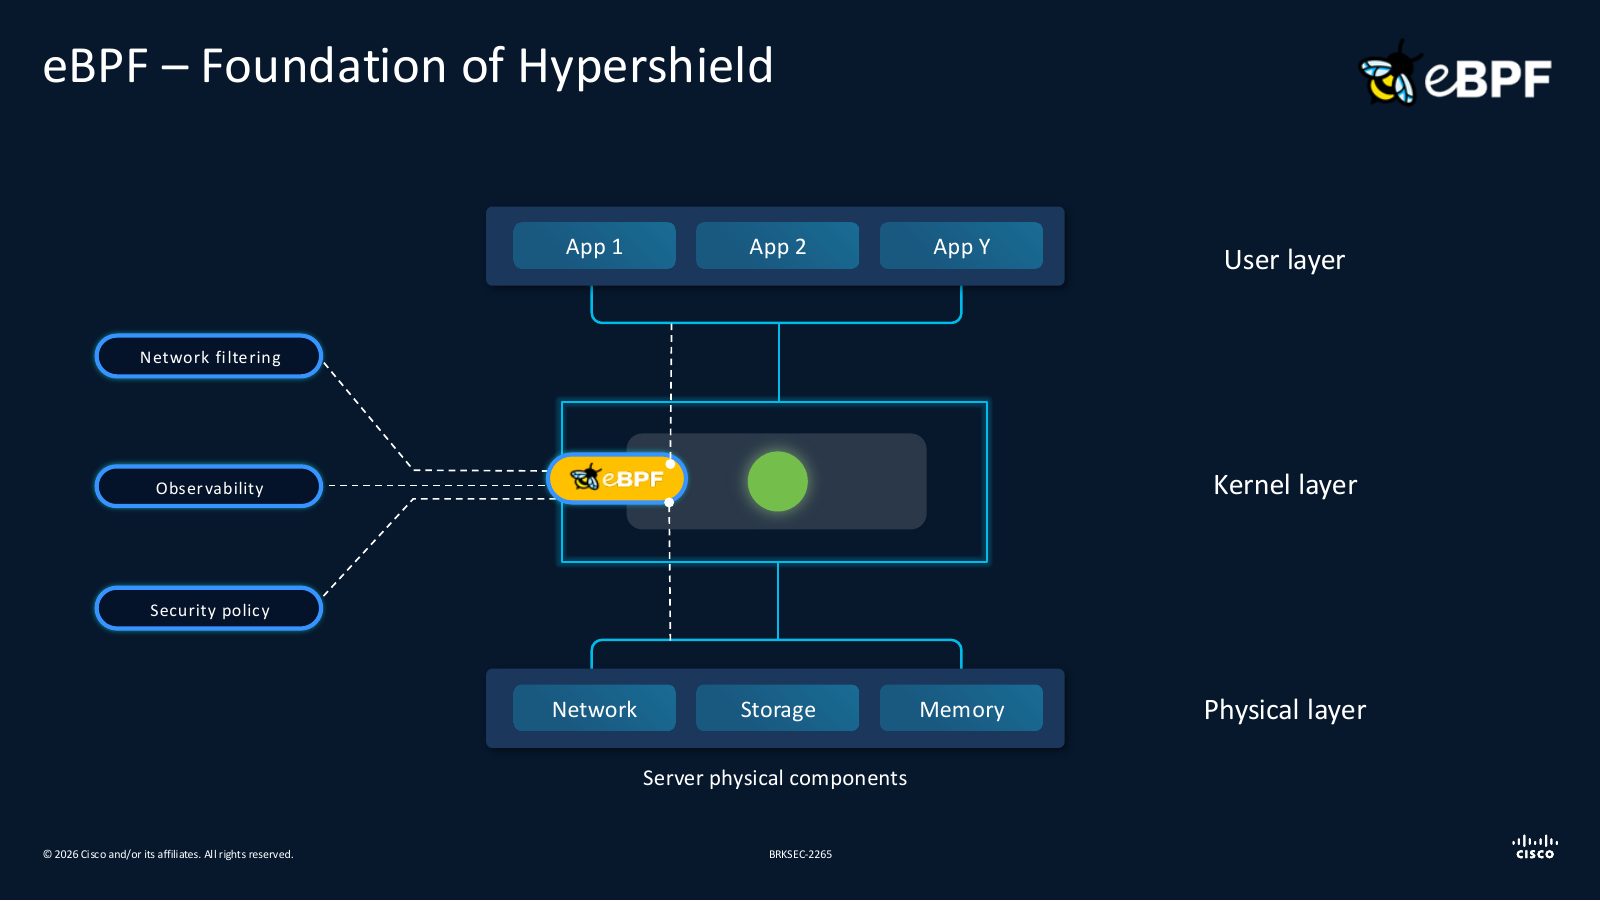 eBPF – Foundation of Hypershield
eBPF
App 1
App 2
App Y
User layer
Network filtering
Observability
eBPF
Kernel layer
Security policy
Network
Storage
Memory
Physical layer
Server physical components
© 2026 Cisco and/or its affiliates. All rights reserved.
BRKSEC-2265
CISCO